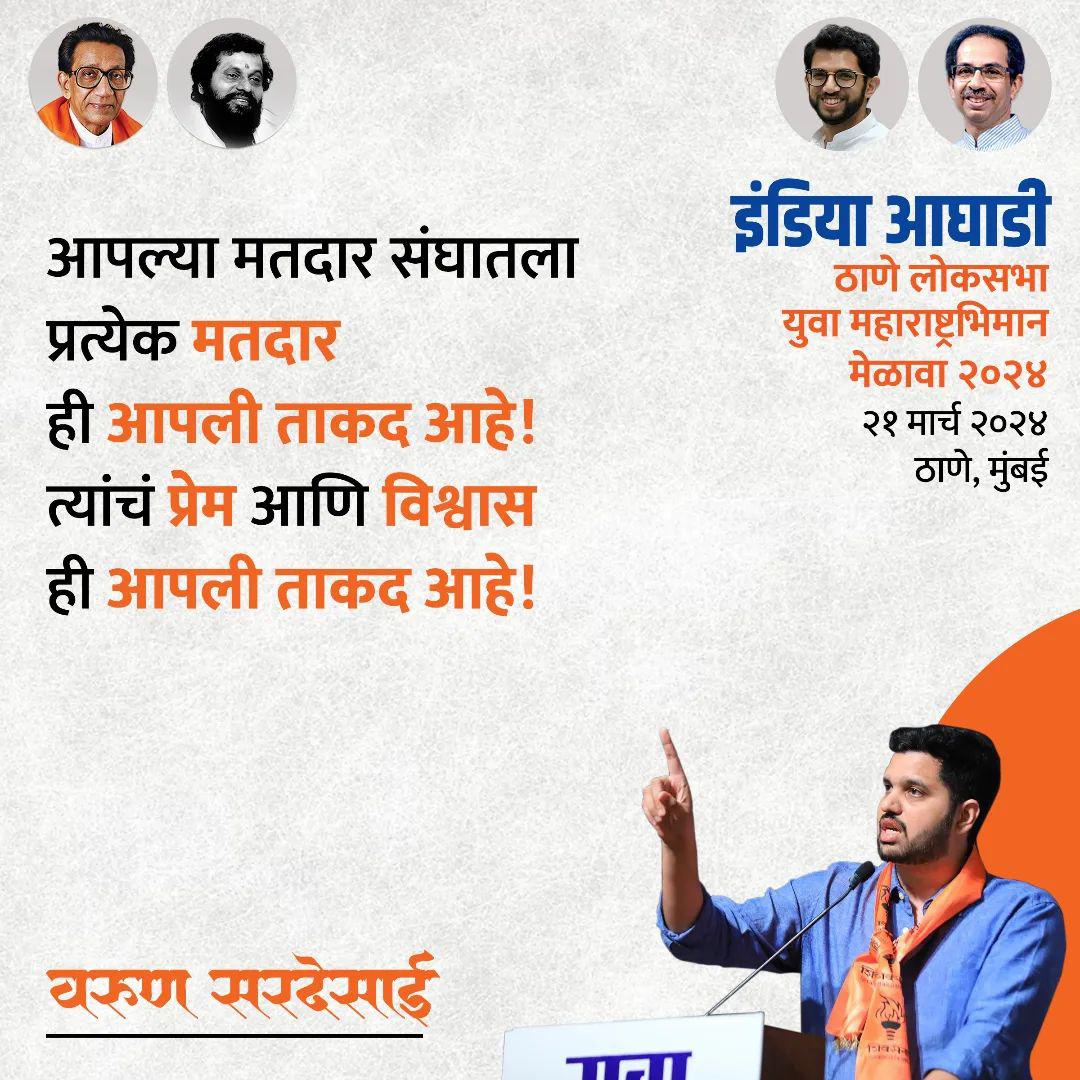 आपल्या मतदार संघातला
प्रत्येक मतदार
ही आपली ताकद आहे!
त्यांचं प्रेम आणि विश्वास
ही आपली ताकद आहे!
इंडिया आघाडी
ठाणे लोकसभा
युवा महाराष्ट्रभिमान
मेळावा २०२४
२१ मार्च २०२४
ठाणे, मुंबई
वरुण सरदेसाई